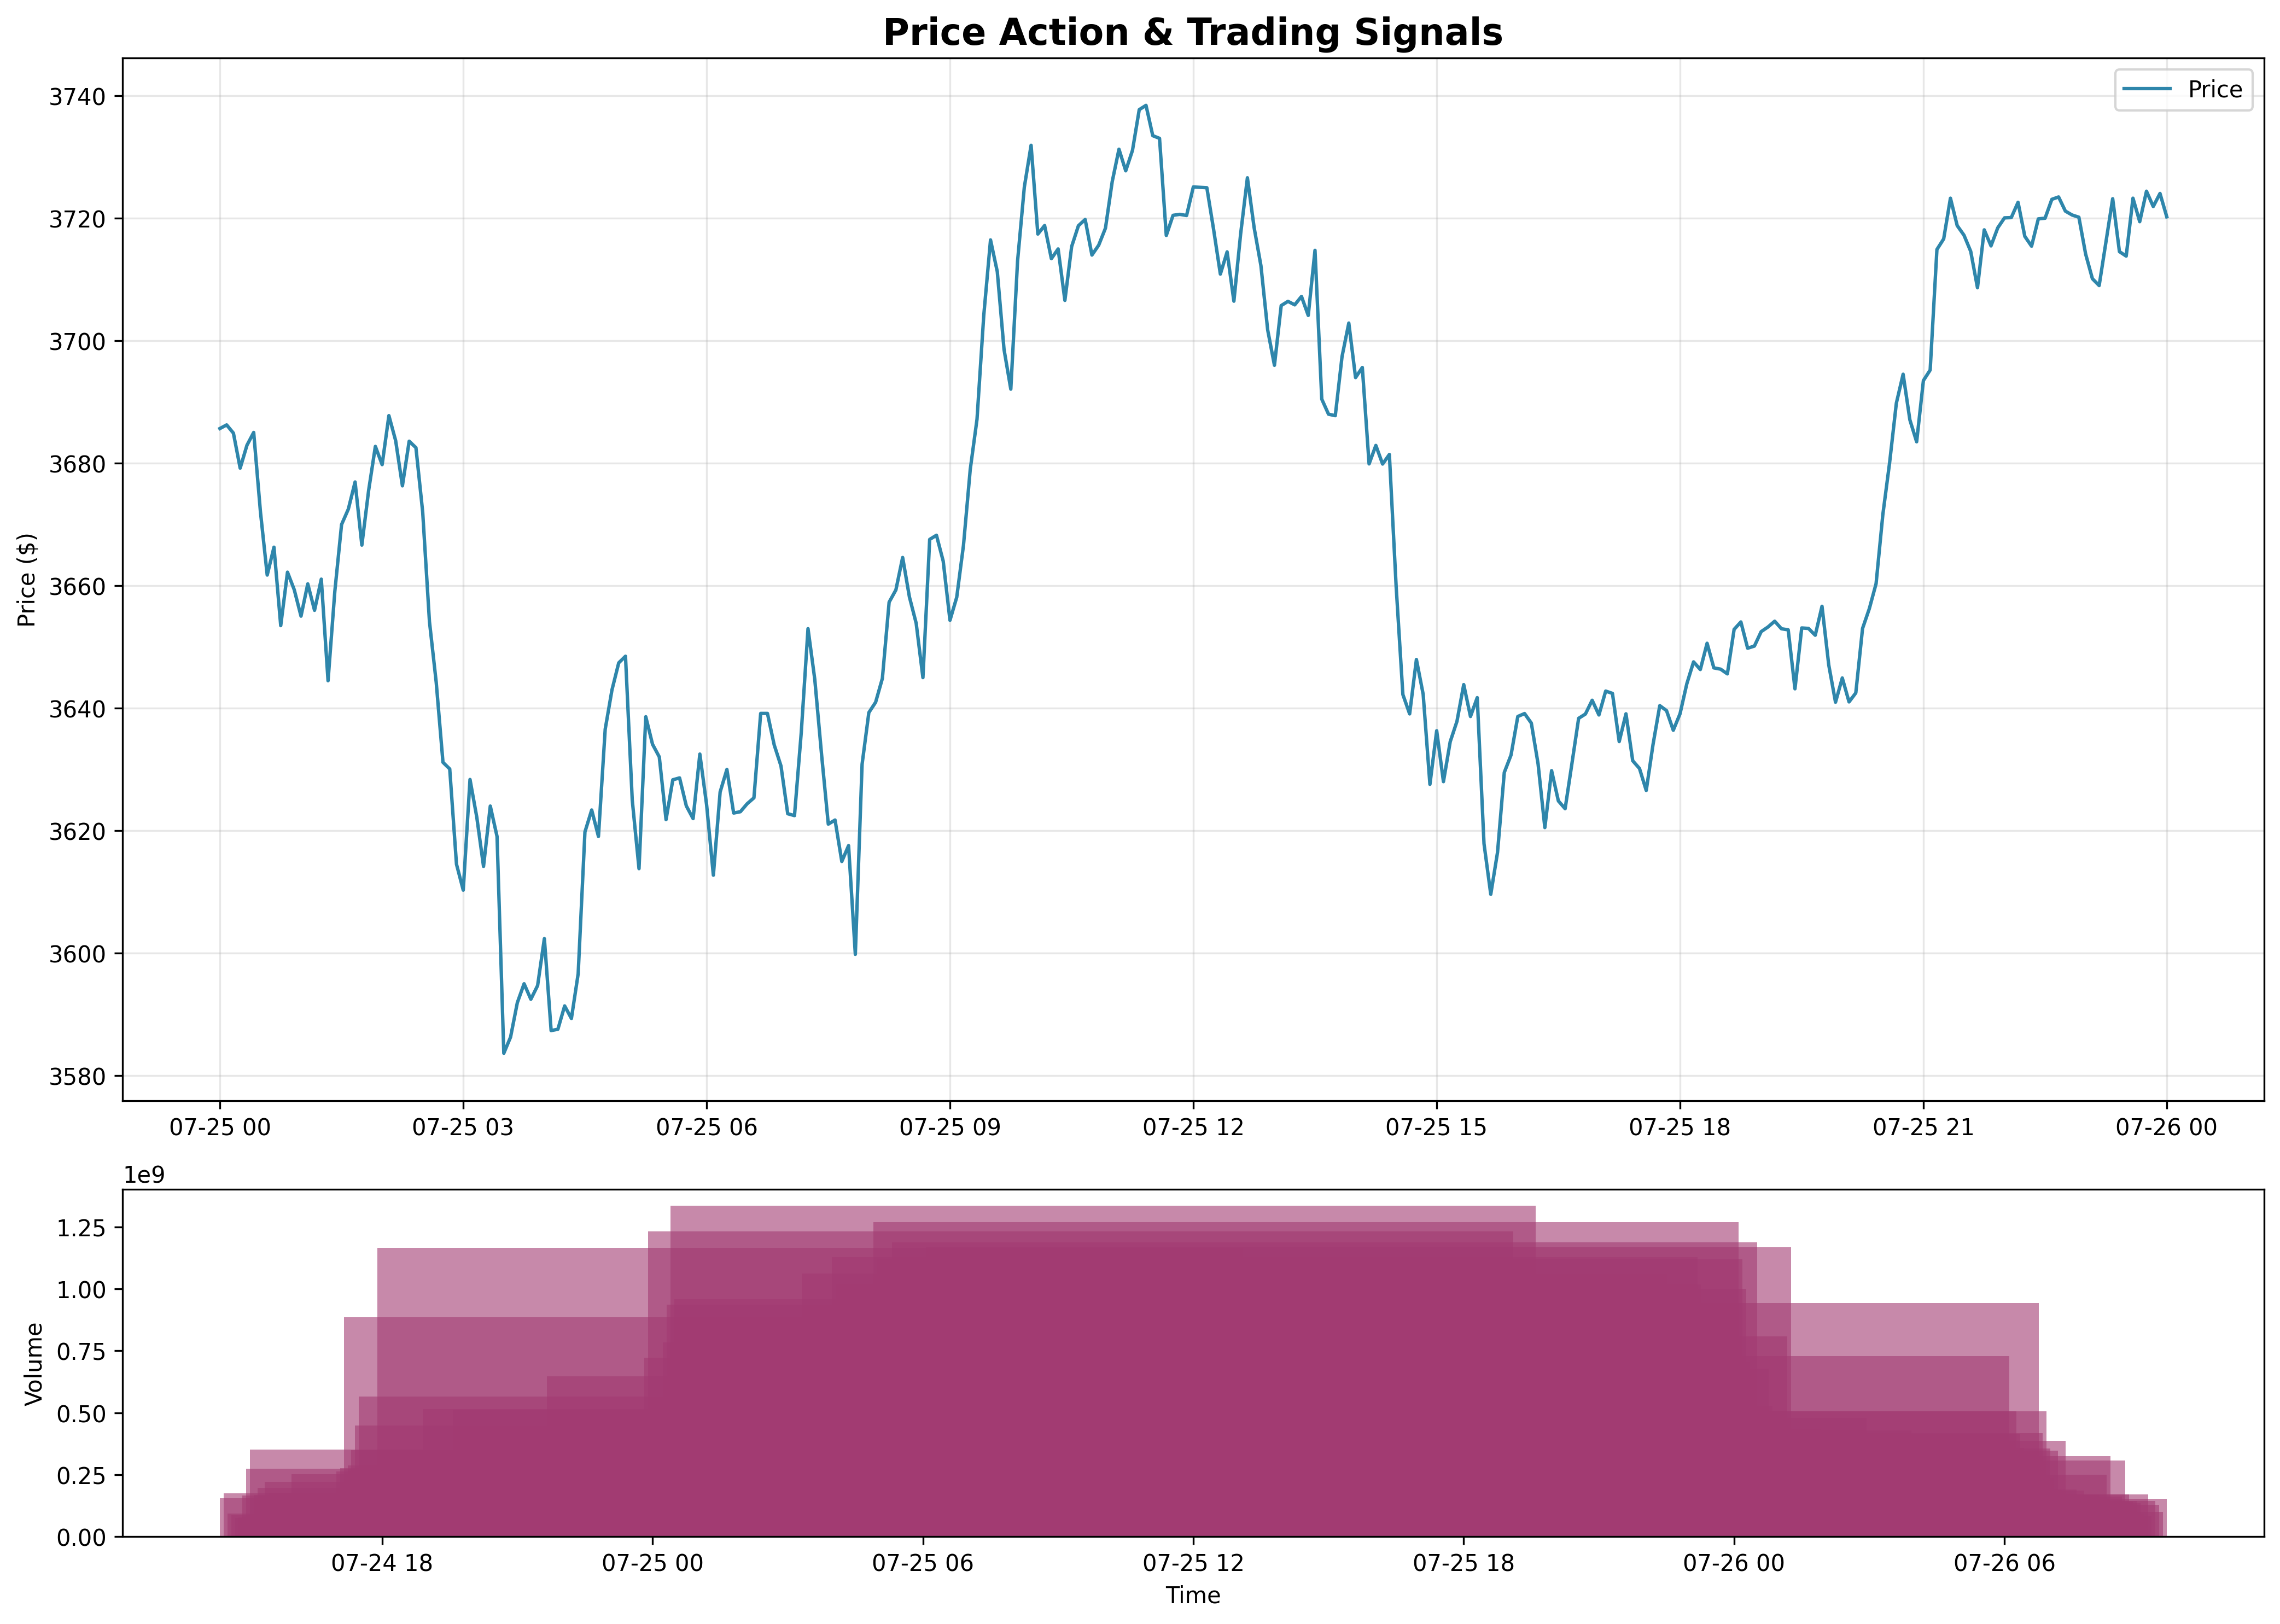 Price Action & Trading Signals
Price
3740
3720
3700
3680
3660
3640
3620
3600
3580
Price ($)
07-25 00 07-25 03 07-25 06 07-25 09 07-25 12 07-25 15 07-25 18 07-25 21 07-26 00
1e9
1.25
1.00
0.75
0.50
0.25
0.00
Volume
07-24 18 07-25 00 07-25 06 07-25 12 07-25 18 07-26 00 07-26 06
Time